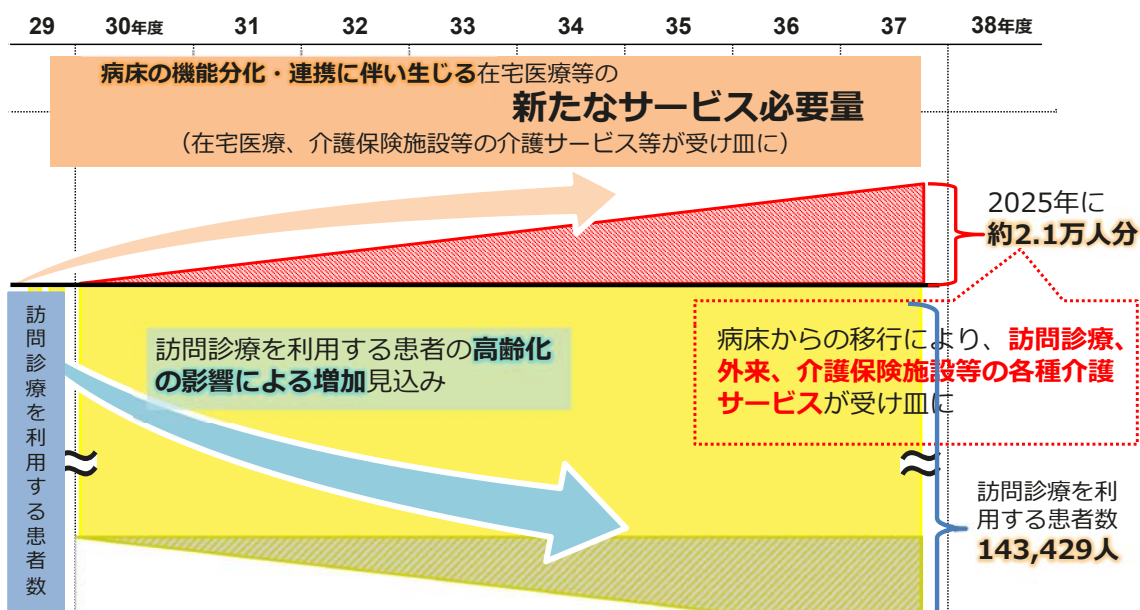 29 30年度 31 32 33 34 35 36 37 38年度
病床の機能分化・連携に伴い生じる在宅医療等の
新たなサービス必要量
（在宅医療、介護保険施設等の介護サービス等が受け皿に）
2025年に
約2.1万人分
訪問診療を利用する患者数
訪問診療を利用する患者の高齢化
の影響による増加見込み
病床からの移行により、訪問診療、
外来、介護保険施設等の各種介護
サービスが受け皿に
訪問診療を利
用する患者数
143,429人